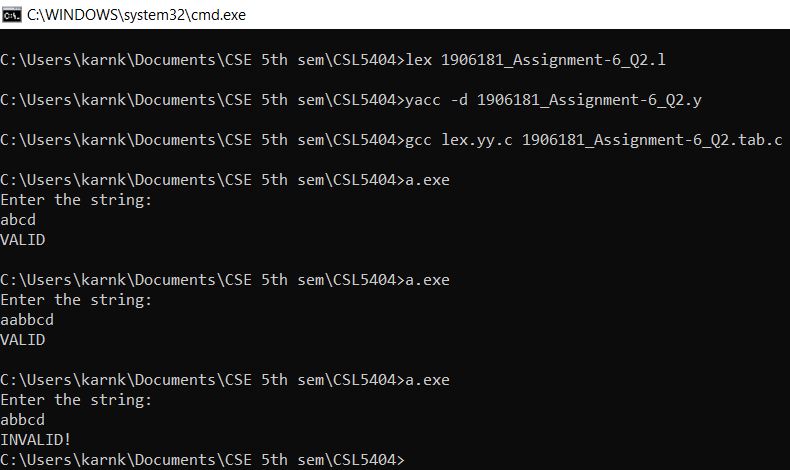 C:\WINDOWS\system32\cmd.exe
C:\Users\karnk\Documents\CSE 5th sem\CSL5404>lex 1906181_Assignment-6_Q2.l
C:\Users\karnk\Documents\CSE 5th sem\CSL5404>yacc -d 1906181_Assignment-6_Q2.y
C:\Users\karnk\Documents\CSE 5th sem\CSL5404>gcc lex.yy.c 1906181_Assignment-6_Q2.tab.c
C:\Users\karnk\Documents\CSE 5th sem\CSL5404>a.exe
Enter the string:
abcd
VALID
C:\Users\karnk\Documents\CSE 5th sem\CSL5404>a.exe
Enter the string:
aabbcd
VALID
C:\Users\karnk\Documents\CSE 5th sem\CSL5404>a.exe
Enter the string:
abbcd
INVALID!
C:\Users\karnk\Documents\CSE 5th sem\CSL5404>